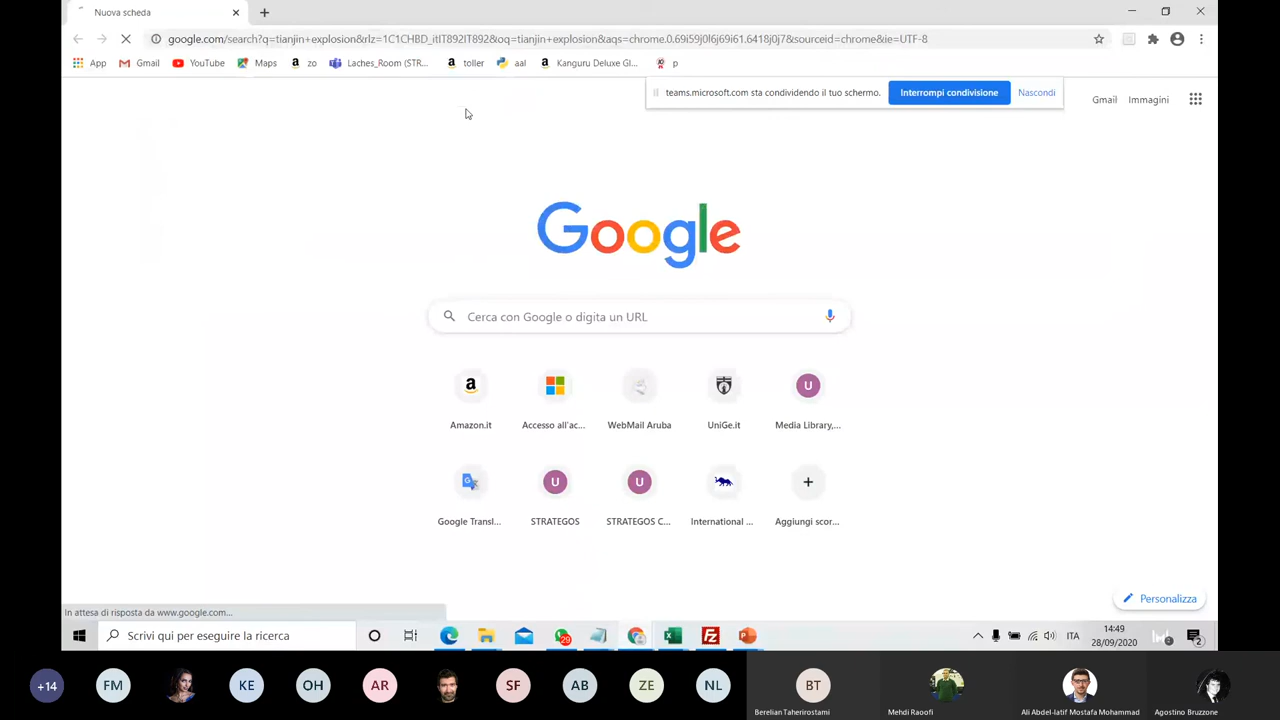 Nuova scheda
google.com/search?q=tianjin+explosion&rlz=1C1CHBD_itIT892IT892&oq=tianjin+explosion&aqs=chrome.0.69i59j0l6j69i61.6418j0j7&sourceid=chrome&ie=UTF-8
App Gmail YouTube Maps zo Laches_Room (STR... toller aal Kanguru Deluxe Gl... p
teams.microsoft.com sta condividendo il tuo schermo. Interrompi condivisione Nascondi
Gmail Immagini
Google
Cerca con Google o digita un URL
Amazon.it Accesso all'ac... WebMail Aruba UniGe.it Media Library,...
U
Google Transl... STRATEGOS STRATEGOS C... International ... Aggiungi scor...
U U
Personalizza
In attesa di risposta da www.google.com...
Scrivi qui per eseguire la ricerca
29
ITA
14:49
28/09/2020
2
+14 FM KE OH AR SF AB ZE NL BT
Berelian Taherirostami Mehdi Raoofi Ali Abdel-latif Mostafa Mohammad Agostino Bruzzone